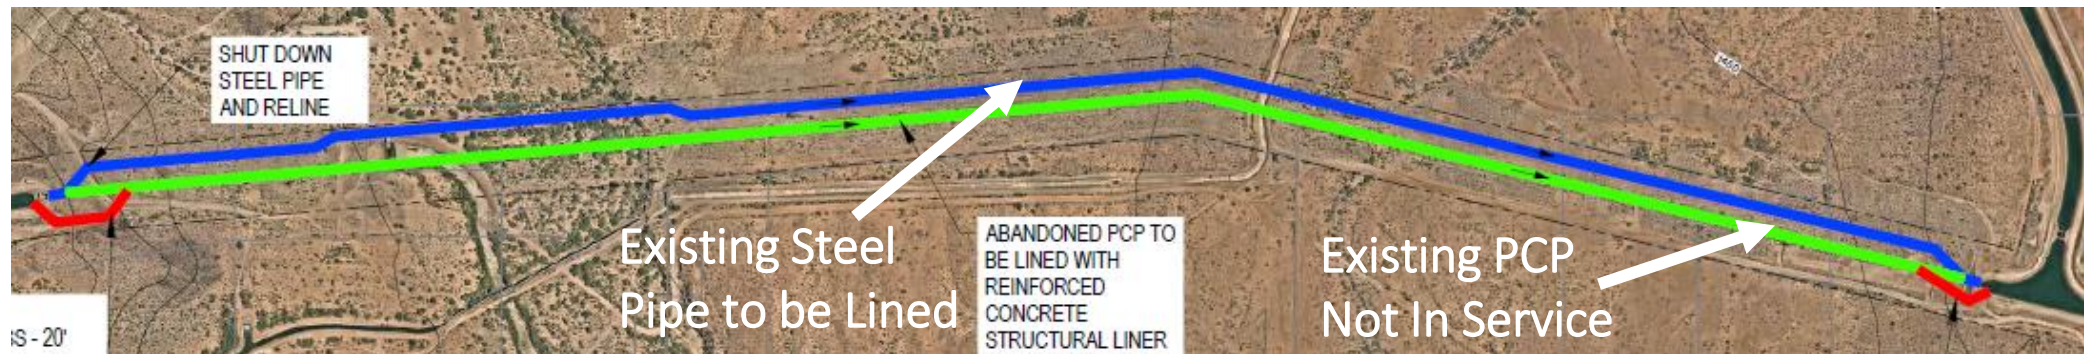 SHUT DOWN
STEEL PIPE
AND RELINE
1450
Existing Steel
Pipe to be Lined
ABANDONED PCP TO
BE LINED WITH
REINFORCED
CONCRETE
STRUCTURAL LINER
Existing PCP
Not In Service
- 20'